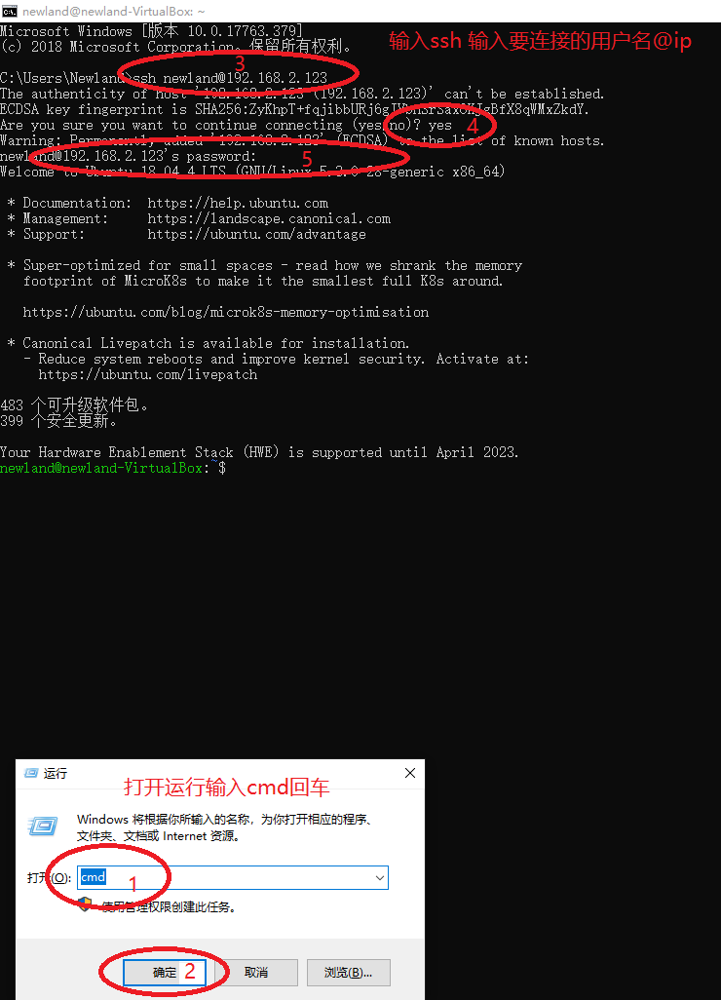 newland@newland-VirtualBox: ~
Microsoft Windows [版本 10.0.17763.379]
(c) 2018 Microsoft Corporation。保留所有权利。
输入ssh 输入要连接的用户名@ip
3
C:\Users\Newland>ssh newland@192.168.2.123
The authenticity of host '192.168.2.123 (192.168.2.123)' can't be established.
ECDSA key fingerprint is
Are you sure you want to continue connecting (yes/no)? yes 4
Warning: Permanently added '192.168.2.123' (ECDSA) to the list of known hosts.
newland@192.168.2.123's password: 5
Welcome to Ubuntu 18.04.4 LTS (GNU/Linux 5.3.0-28-generic x86_64)
* Documentation: https://help.ubuntu.com
* Management: https://landscape.canonical.com
* Support: https://ubuntu.com/advantage
* Super-optimized for small spaces - read how we shrank the memory
footprint of MicroK8s to make it the smallest full K8s around.
https://ubuntu.com/blog/microk8s-memory-optimisation
* Canonical Livepatch is available for installation.
- Reduce system reboots and improve kernel security. Activate at:
https://ubuntu.com/livepatch
483 个可升级软件包。
399 个安全更新。
Your Hardware Enablement Stack (HWE) is supported until April 2023.
newland@newland-VirtualBox:~$
运行
打开运行输入cmd回车
Windows 将根据你所输入的名称，为你打开相应的程序、
文件夹、文档或 Internet 资源。
打开(O): cmd 1
使用管理权限创建此任务。
确定 2 取消 浏览(B)...